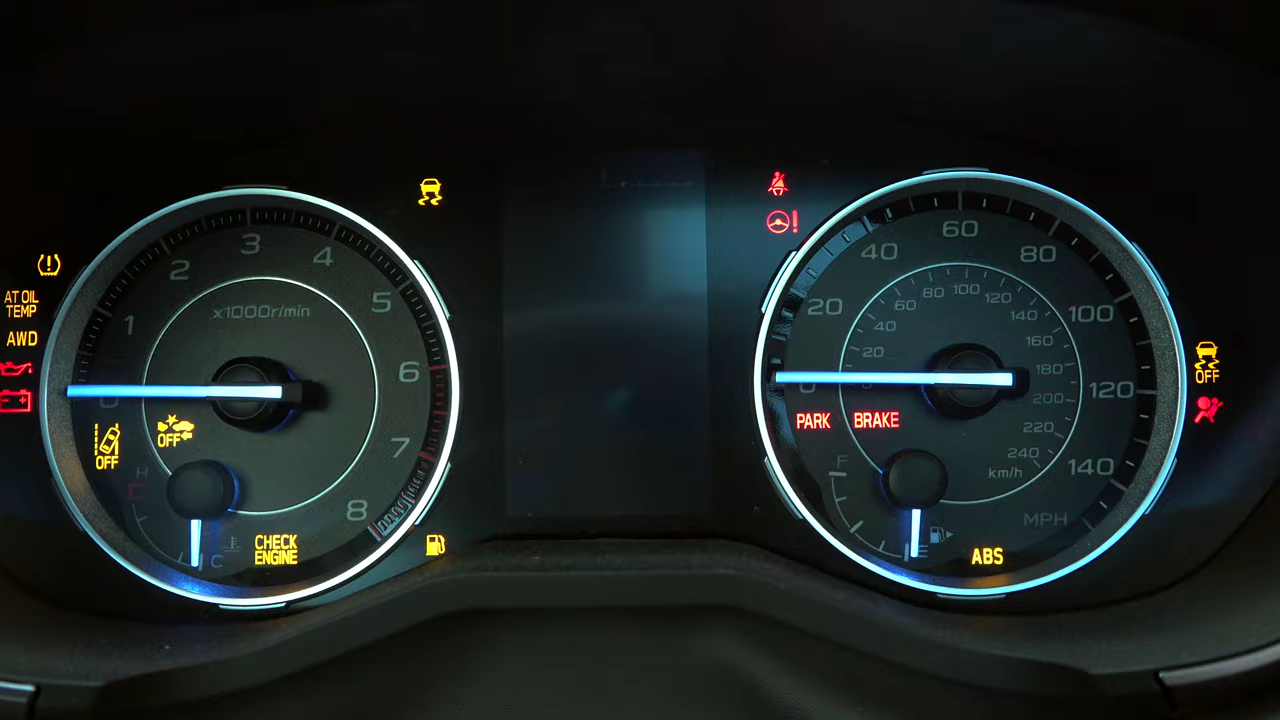 AT OIL
TEMP
AWD
x1000r/min
0
1
2
3
4
5
6
7
8
OFF
OFF
H
C
CHECK
ENGINE
0
20
40
60
80
100
120
140
MPH
20
40
60
80
100
120
140
160
180
200
220
240
km/h
PARK
BRAKE
F
E
ABS
OFF